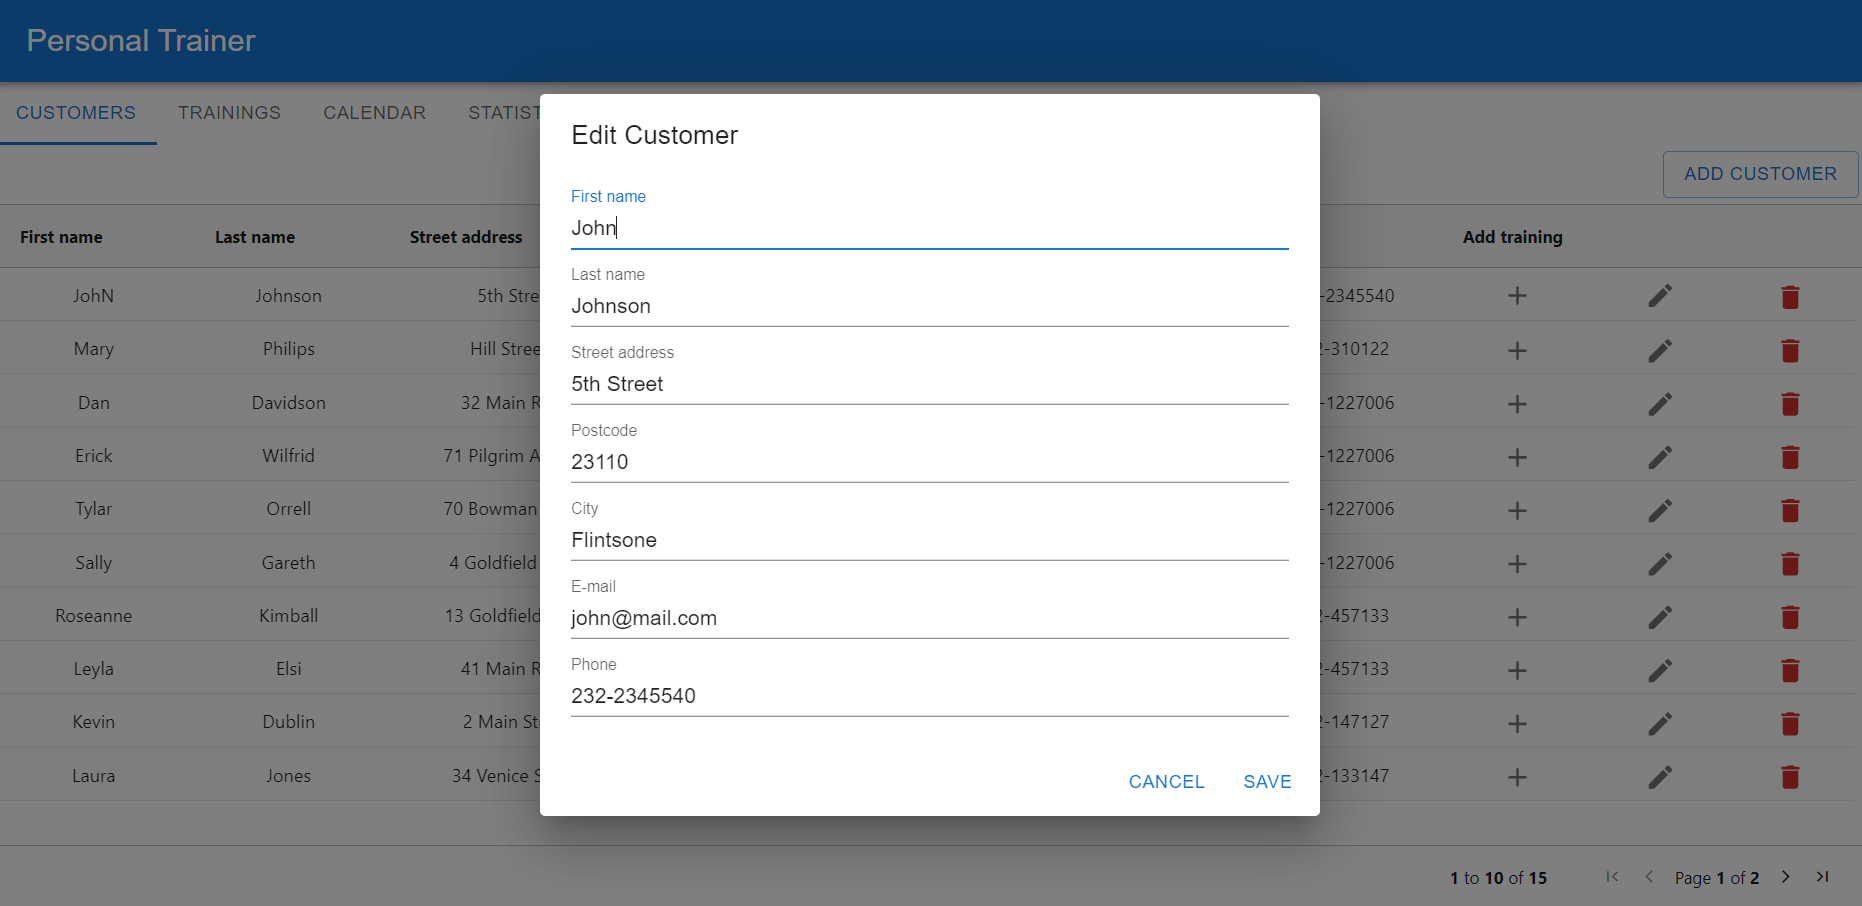 Personal Trainer
CUSTOMERS TRAININGS CALENDAR STATIST
Edit Customer
ADD CUSTOMER
First name Last name Street address Add training
First name
John
Last name
Johnson
Street address
5th Street
Postcode
23110
City
Flintsone
E-mail
john@mail.com
Phone
232-2345540
CANCEL SAVE
JohN Johnson 5th Stre -2345540
Mary Philips Hill Stree -310122
Dan Davidson 32 Main R -1227006
Erick Wilfrid 71 Pilgrim A -1227006
Tylar Orrell 70 Bowman -1227006
Sally Gareth 4 Goldfield -1227006
Roseanne Kimball 13 Goldfield -457133
Leyla Elsi 41 Main R -457133
Kevin Dublin 2 Main St -147127
Laura Jones 34 Venice S -133147
1 to 10 of 15 Page 1 of 2